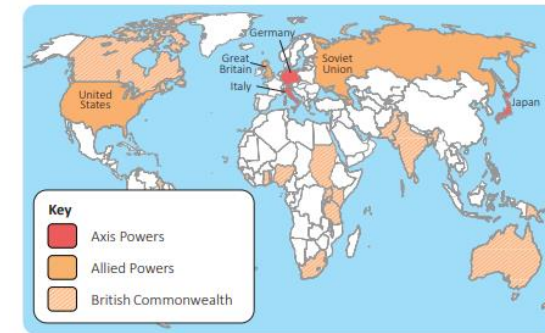 Germany
Great
Britain
Soviet
Union
Italy
United
States
Japan
Key
Axis Powers
Allied Powers
British Commonwealth